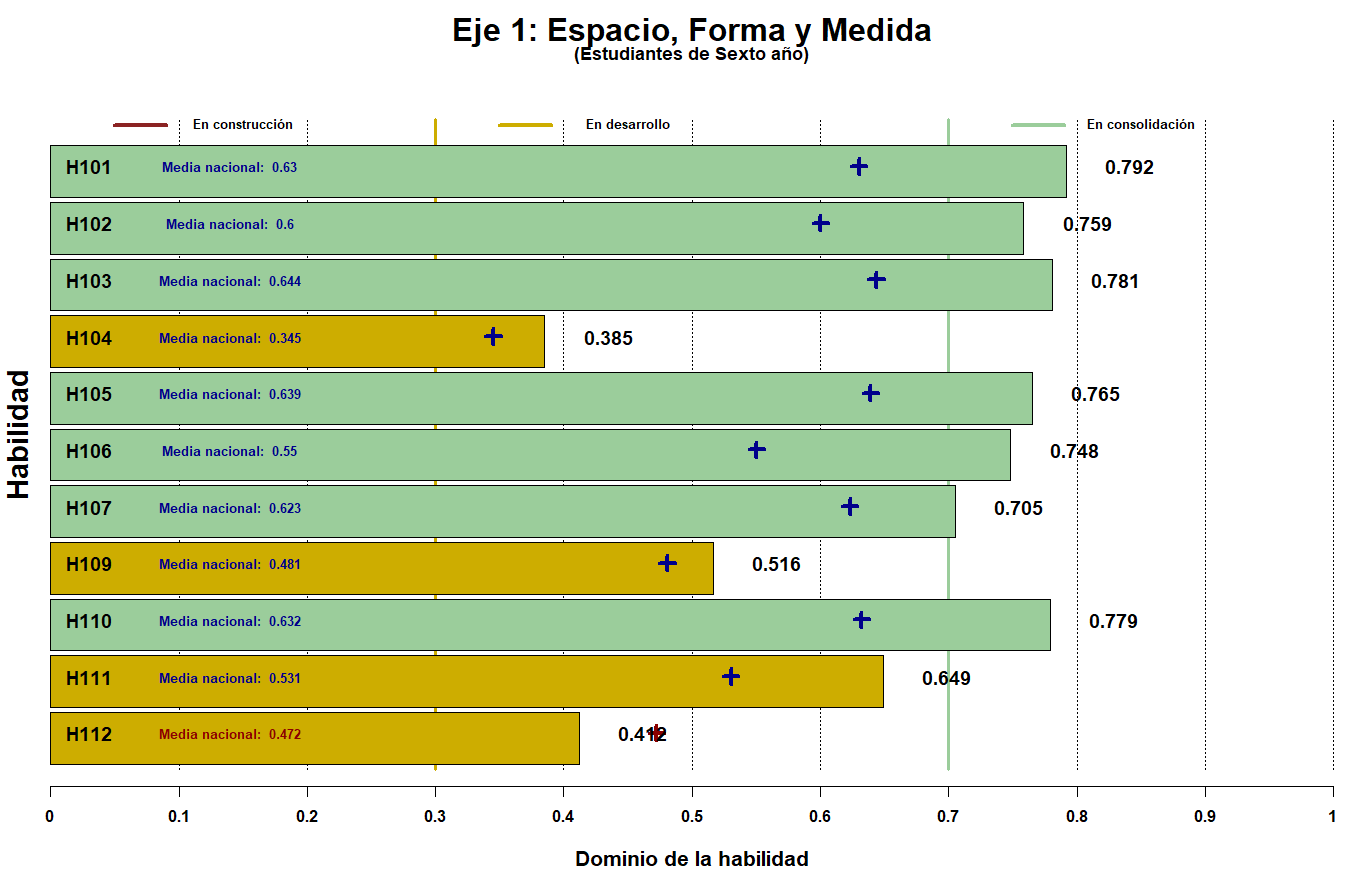 Eje 1: Espacio, Forma y Medida
(Estudiantes de Sexto año)
En construcción En desarrollo En consolidación
H101 Media nacional: 0.63 0.792
H102 Media nacional: 0.6 0.759
H103 Media nacional: 0.644 0.781
H104 Media nacional: 0.345 0.385
H105 Media nacional: 0.639 0.765
H106 Media nacional: 0.55 0.748
H107 Media nacional: 0.623 0.705
H109 Media nacional: 0.481 0.516
H110 Media nacional: 0.632 0.779
H111 Media nacional: 0.531 0.649
H112 Media nacional: 0.472 0.412
Habilidad
0 0.1 0.2 0.3 0.4 0.5 0.6 0.7 0.8 0.9 1
Dominio de la habilidad